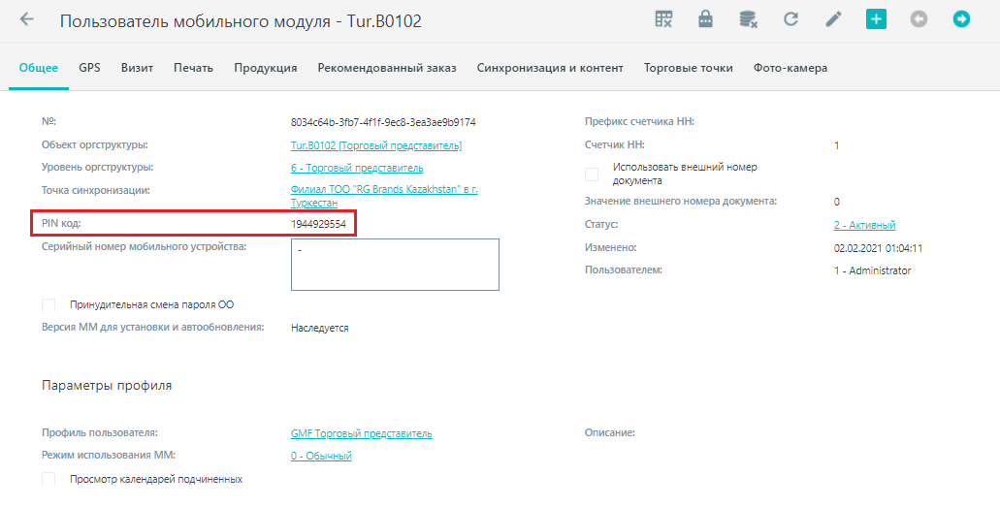 Пользователь мобильного модуля - Tur.B0102
Общее GPS Визит Печать Продукция Рекомендованный заказ Синхронизация и контент Торговые точки Фото-камера
№: 8034c64b-3fb7-4f1f-9ec8-3ea3ae9b9174
Объект оргструктуры: Tur.B0102 [Торговый представитель]
Уровень оргструктуры: 6 - Торговый представитель
Точка синхронизации: Филиал ТОО "RG Brands Kazakhstan" в г.
Туркестан
PIN код: 1944929554
Серийный номер мобильного устройства: -
Принудительная смена пароля ОО
Версия ММ для установки и автообновления: Наследуется
Префикс счетчика НН:
Счетчик НН: 1
Использовать внешний номер
документа
Значение внешнего номера документа: 0
Статус: 2 - Активный
Изменено: 02.02.2021 01:04:11
Пользователем: 1 - Administrator
Параметры профиля
Профиль пользователя: GMF Торговый представитель
Режим использования ММ: 0 - Обычный
Просмотр календарей подчиненных
Описание: